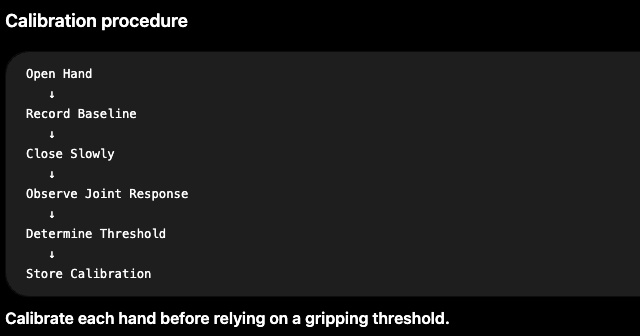 Calibration procedure
Open Hand
↓
Record Baseline
↓
Close Slowly
↓
Observe Joint Response
↓
Determine Threshold
↓
Store Calibration
Calibrate each hand before relying on a gripping threshold.